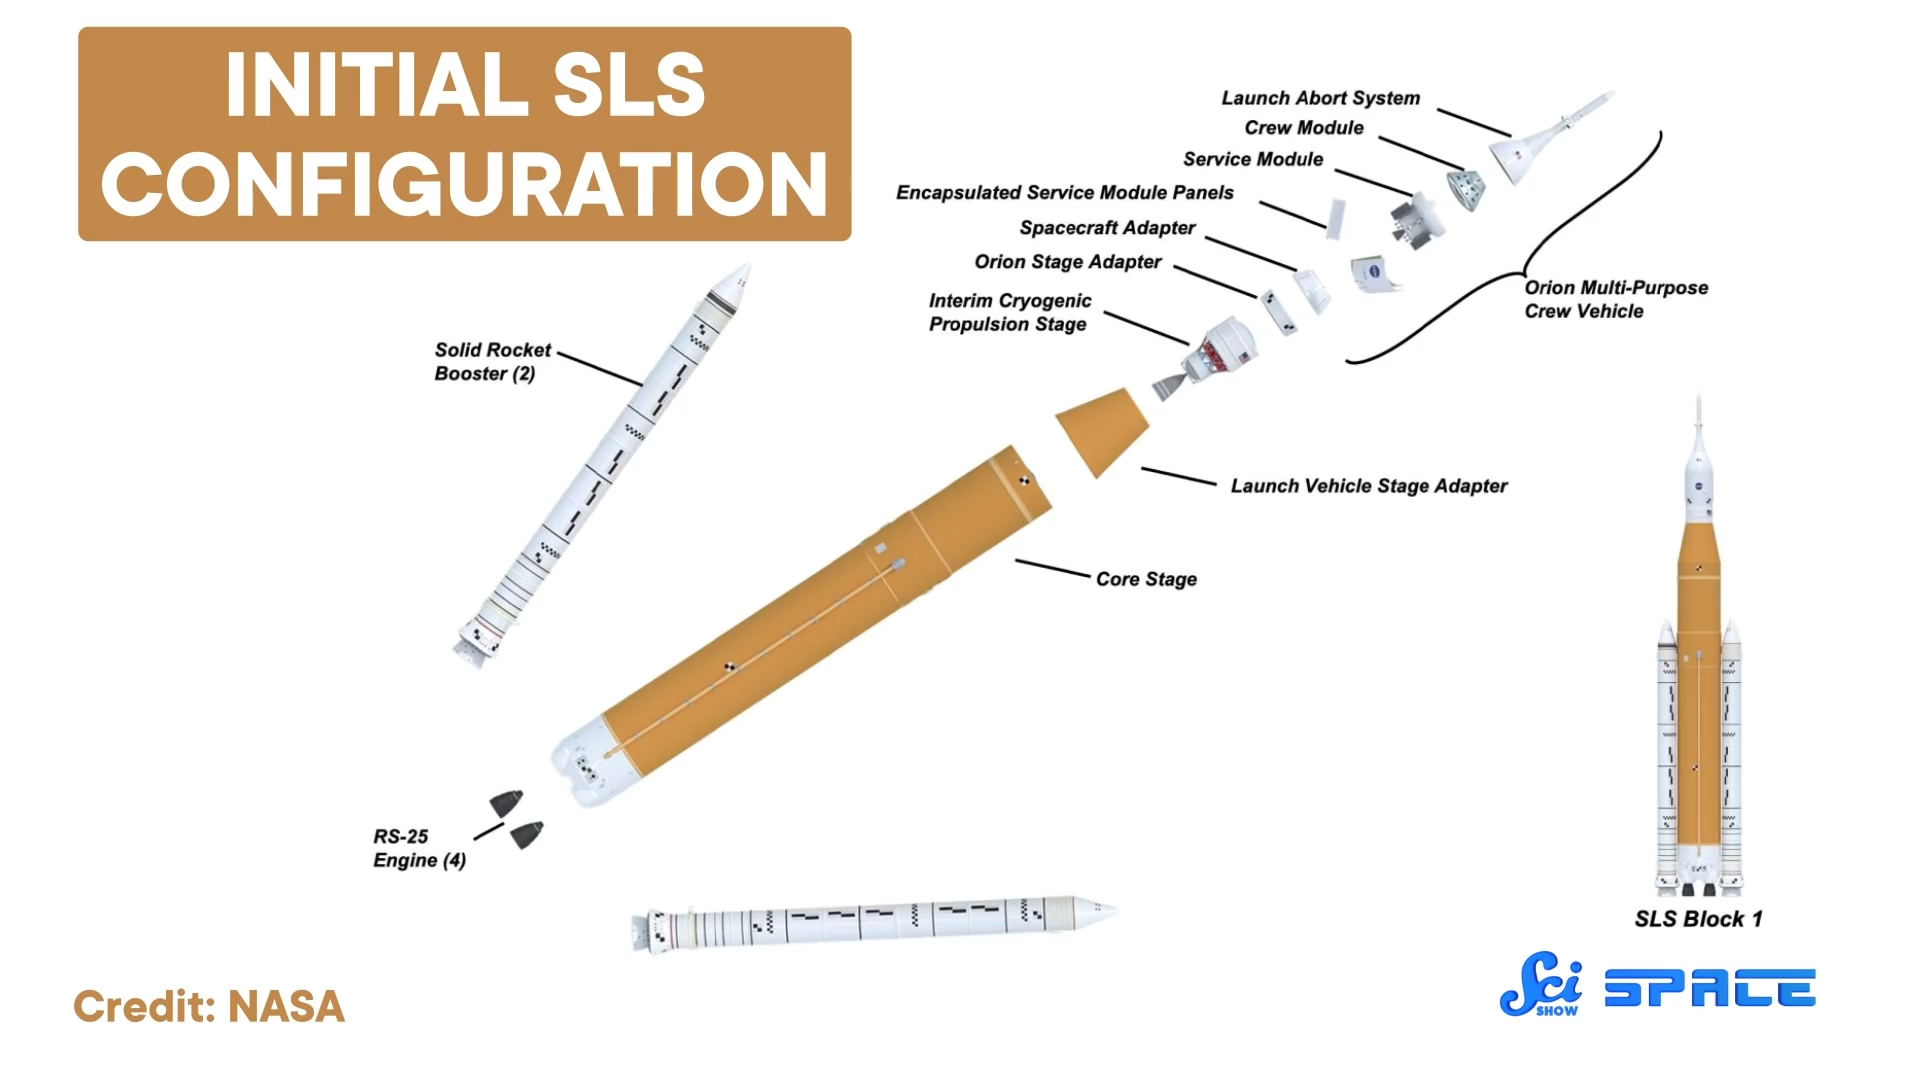 INITIAL SLS
CONFIGURATION
Launch Abort System
Crew Module
Service Module
Encapsulated Service Module Panels
Spacecraft Adapter
Orion Stage Adapter
Interim Cryogenic
Propulsion Stage
Orion Multi-Purpose
Crew Vehicle
Solid Rocket
Booster (2)
Launch Vehicle Stage Adapter
Core Stage
RS-25
Engine (4)
SLS Block 1
Credit: NASA
Sci
SHOW
SPACE